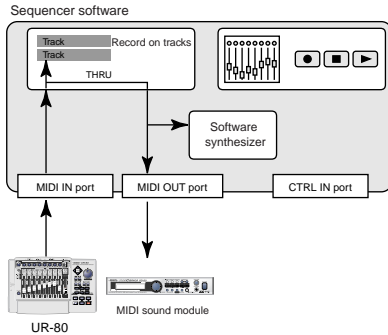 Sequencer software
Track
Record on tracks
Track
THRU
Software
synthesizer
MIDI IN port
MIDI OUT port
CTRL IN port
UR-80
MIDI sound module